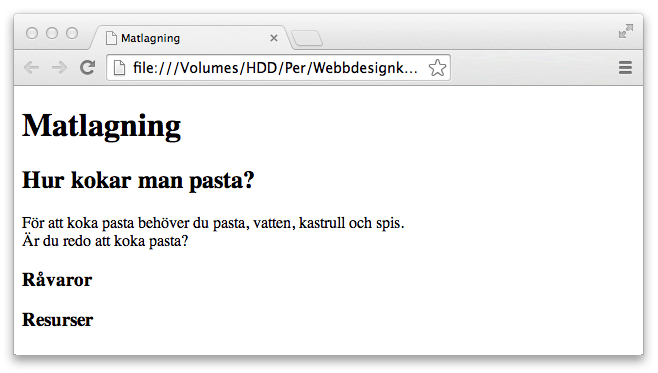 Matlagning
file:///Volumes/HDD/Per/Webbdesignk...
Matlagning
Hur kokar man pasta?
För att koka pasta behöver du pasta, vatten, kastrull och spis.
Är du redo att koka pasta?
Råvaror
Resurser